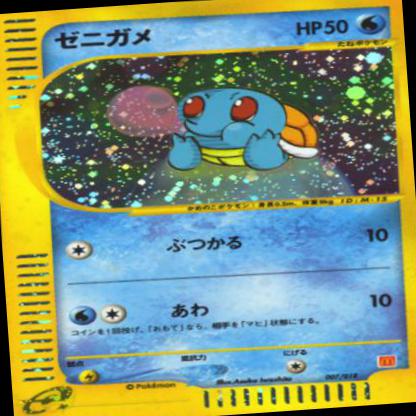 ゼニガメ HP50
たねポケモン
かめのこポケモン：身長0.5m、体重9kg ID:M-15
ぶつかる 10
あわ 10
コインを1回投げ、「おもて」なら、相手を「マヒ」状態にする。
弱点 抵抗力 にげる
©Pokémon 007/018